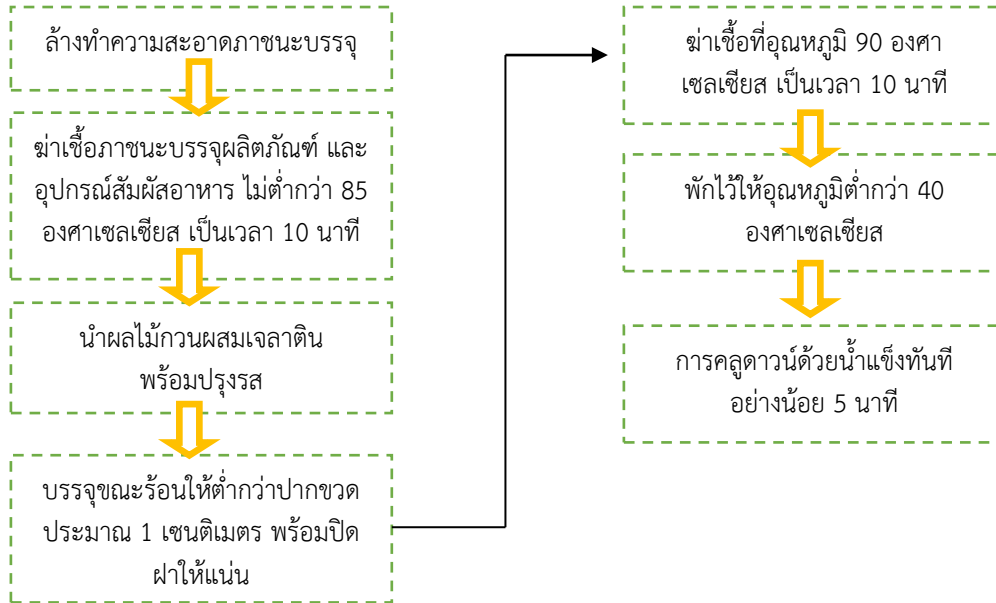 ล้างทำความสะอาดภาชนะบรรจุ
ฆ่าเชื้อภาชนะบรรจุผลิตภัณฑ์ และ
อุปกรณ์สัมผัสอาหาร ไม่ต่ำกว่า 85
องศาเซลเซียส เป็นเวลา 10 นาที
นำผลไม้กวนผสมเจลาติน
พร้อมปรุงรส
บรรจุขณะร้อนให้ต่ำกว่าปากขวด
ประมาณ 1 เซนติเมตร พร้อมปิด
ฝาให้แน่น
ฆ่าเชื้อที่อุณหภูมิ 90 องศา
เซลเซียส เป็นเวลา 10 นาที
พักไว้ให้อุณหภูมิต่ำกว่า 40
องศาเซลเซียส
การคลูดาวน์ด้วยน้ำแข็งทันที
อย่างน้อย 5 นาที